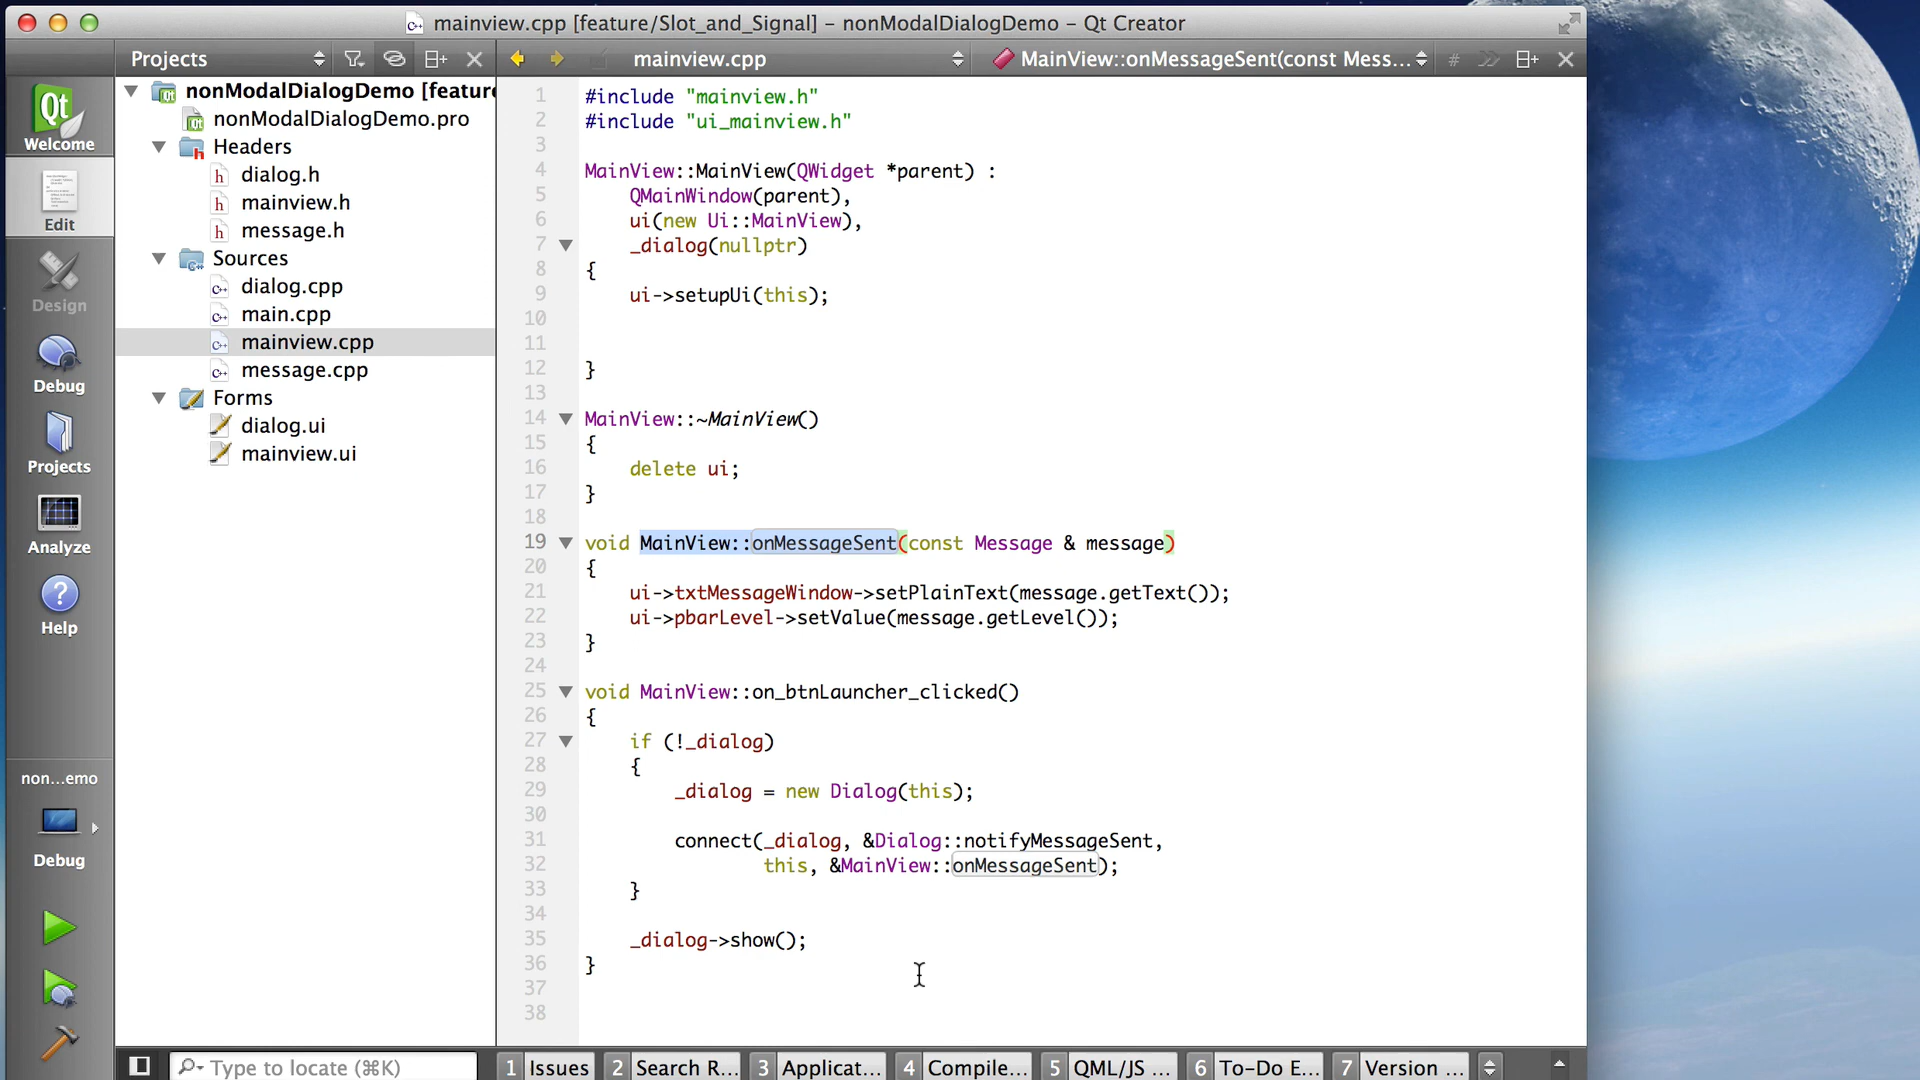 mainview.cpp [feature/Slot_and_Signal] – nonModalDialogDemo – Qt Creator
Projects
mainview.cpp
MainView::onMessageSent(const Mess...
#
Welcome
Edit
Design
Debug
Projects
Analyze
Help
non...emo
Debug
nonModalDialogDemo [feature
nonModalDialogDemo.pro
Headers
dialog.h
mainview.h
message.h
Sources
dialog.cpp
main.cpp
mainview.cpp
message.cpp
Forms
dialog.ui
mainview.ui
1 #include "mainview.h"
2 #include "ui_mainview.h"
3
4 MainView::MainView(QWidget *parent) :
5 QMainWindow(parent),
6 ui(new Ui::MainView),
7 _dialog(nullptr)
8 {
9 ui->setupUi(this);
10
11
12 }
13
14 MainView::~MainView()
15 {
16 delete ui;
17 }
18
19 void MainView::onMessageSent(const Message & message)
20 {
21 ui->txtMessageWindow->setPlainText(message.getText());
22 ui->pbarLevel->setValue(message.getLevel());
23 }
24
25 void MainView::on_btnLauncher_clicked()
26 {
27 if (!_dialog)
28 {
29 _dialog = new Dialog(this);
30
31 connect(_dialog, &Dialog::notifyMessageSent,
32 this, &MainView::onMessageSent);
33 }
34
35 _dialog->show();
36 }
37
38
Type to locate (⌘K)
1 Issues
2 Search R...
3 Applicat...
4 Compile...
5 QML/JS ...
6 To-Do E...
7 Version ...